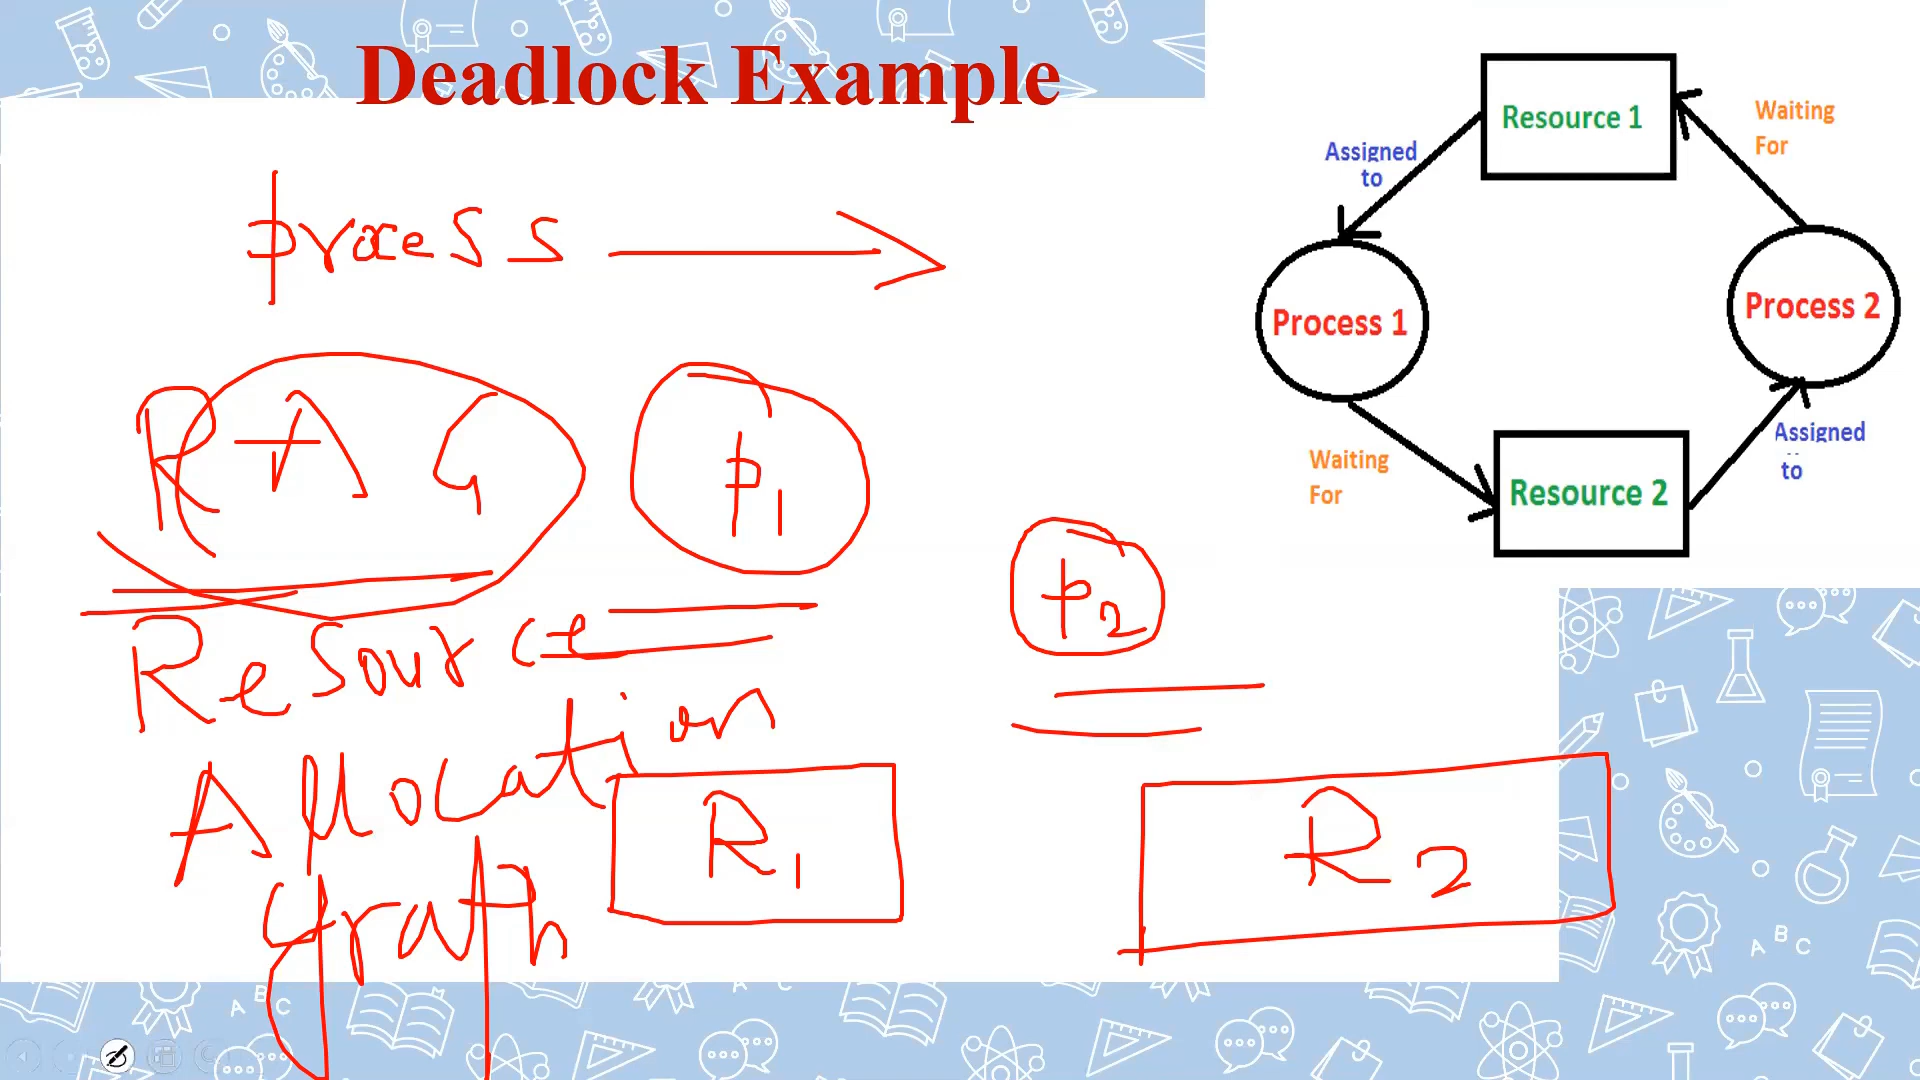 Deadlock Example
Resource 1
Waiting
For
Assigned
to
Process 1
Process 2
Waiting
For
Assigned
to
Resource 2
process
RAG
P1
P2
Resource
Allocation
Graph
R1
R2
A B C
A B C